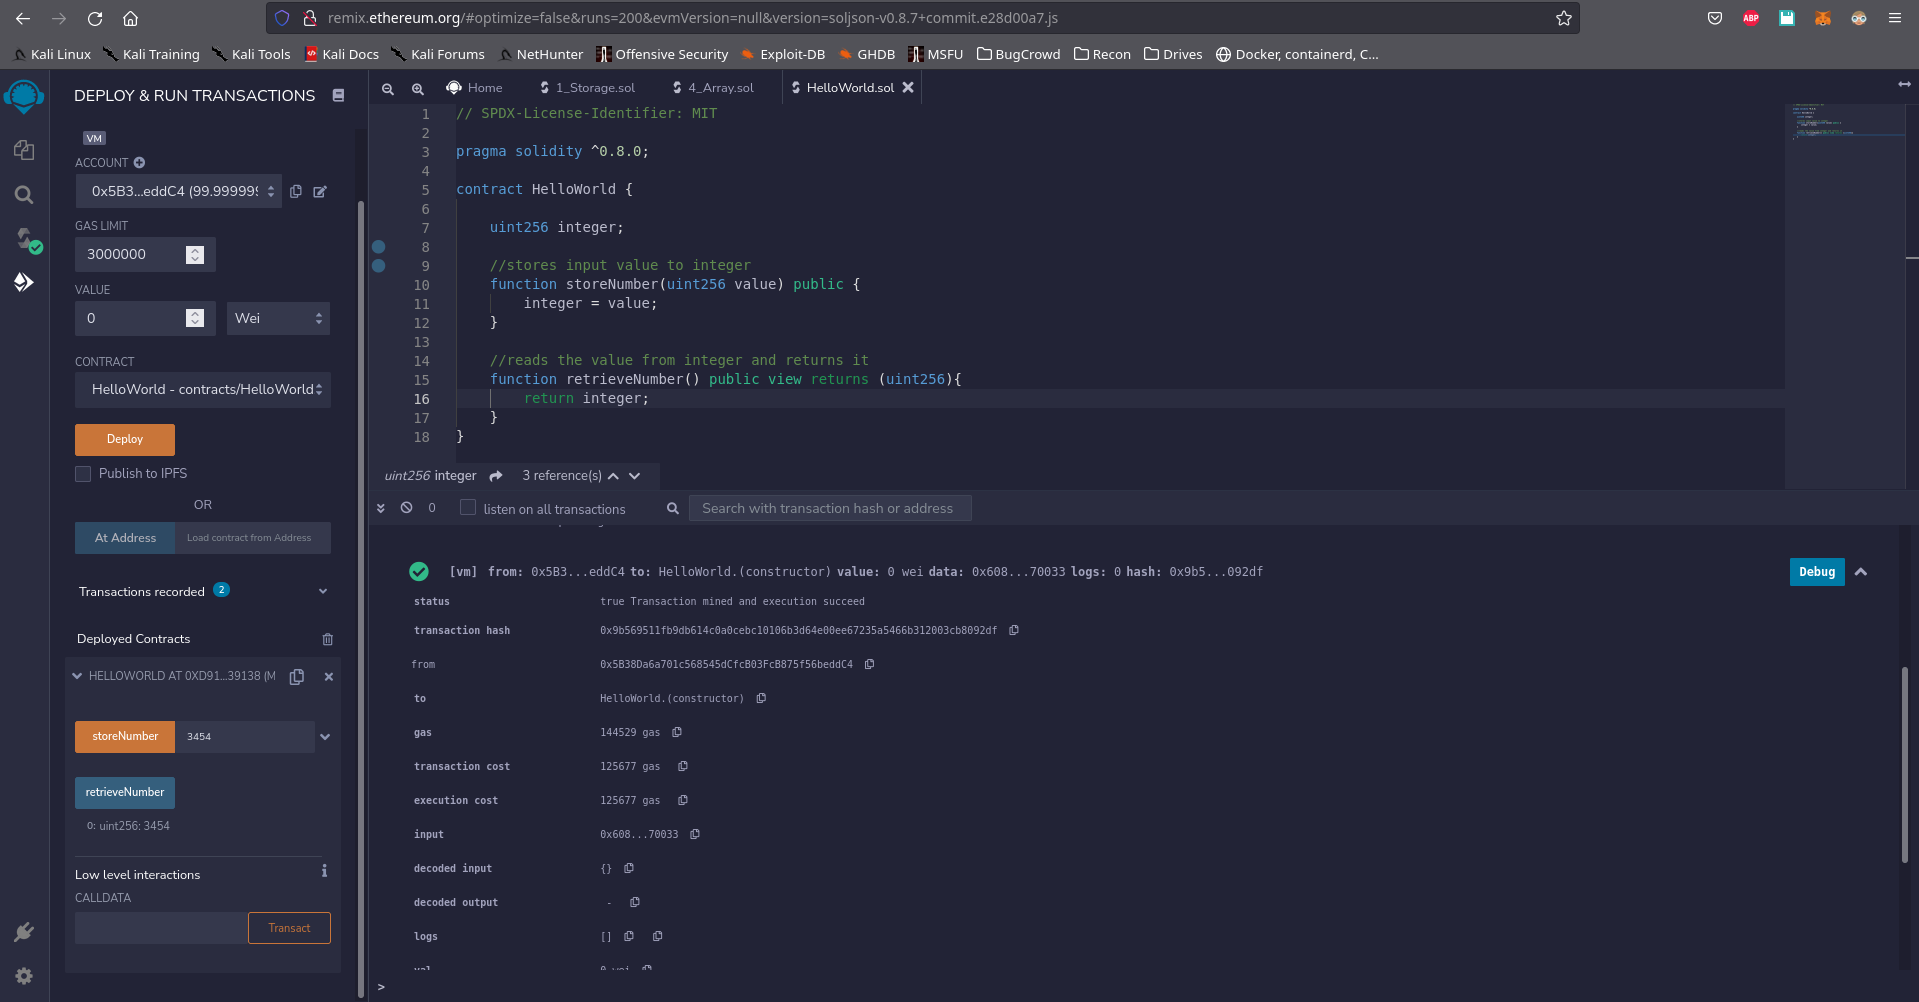 remix.ethereum.org/#optimize=false&runs=200&evmVersion=null&version=soljson-v0.8.7+commit.e28d00a7.js
ABP
Kali Linux Kali Training Kali Tools Kali Docs Kali Forums NetHunter Offensive Security Exploit-DB GHDB MSFU BugCrowd Recon Drives Docker, containerd, C...
DEPLOY & RUN TRANSACTIONS
VM
ACCOUNT
0x5B3...eddC4 (99.999999
GAS LIMIT
3000000
VALUE
0 Wei
CONTRACT
HelloWorld - contracts/HelloWorld
Deploy
Publish to IPFS
OR
At Address Load contract from Address
Transactions recorded 2
Deployed Contracts
HELLOWORLD AT 0XD91...39138 (M
storeNumber 3454
retrieveNumber
0: uint256: 3454
Low level interactions
CALLDATA
Transact
Home 1_Storage.sol 4_Array.sol HelloWorld.sol
1 // SPDX-License-Identifier: MIT
2
3 pragma solidity ^0.8.0;
4
5 contract HelloWorld {
6
7 uint256 integer;
8
9 //stores input value to integer
10 function storeNumber(uint256 value) public {
11 integer = value;
12 }
13
14 //reads the value from integer and returns it
15 function retrieveNumber() public view returns (uint256){
16 return integer;
17 }
18 }
uint256 integer 3 reference(s)
0 listen on all transactions Search with transaction hash or address
[vm] from: 0x5B3...eddC4 to: HelloWorld.(constructor) value: 0 wei data: 0x608...70033 logs: 0 hash: 0x9b5...092df Debug
status true Transaction mined and execution succeed
transaction hash 0x9b569511fb9db614c0a0cebc10106b3d64e00ee67235a5466b312003cb8092df
from 0x5B38Da6a701c568545dCfcB03FcB875f56beddC4
to HelloWorld.(constructor)
gas 144529 gas
transaction cost 125677 gas
execution cost 125677 gas
input 0x608...70033
decoded input {}
decoded output -
logs []
val 0 wei
>